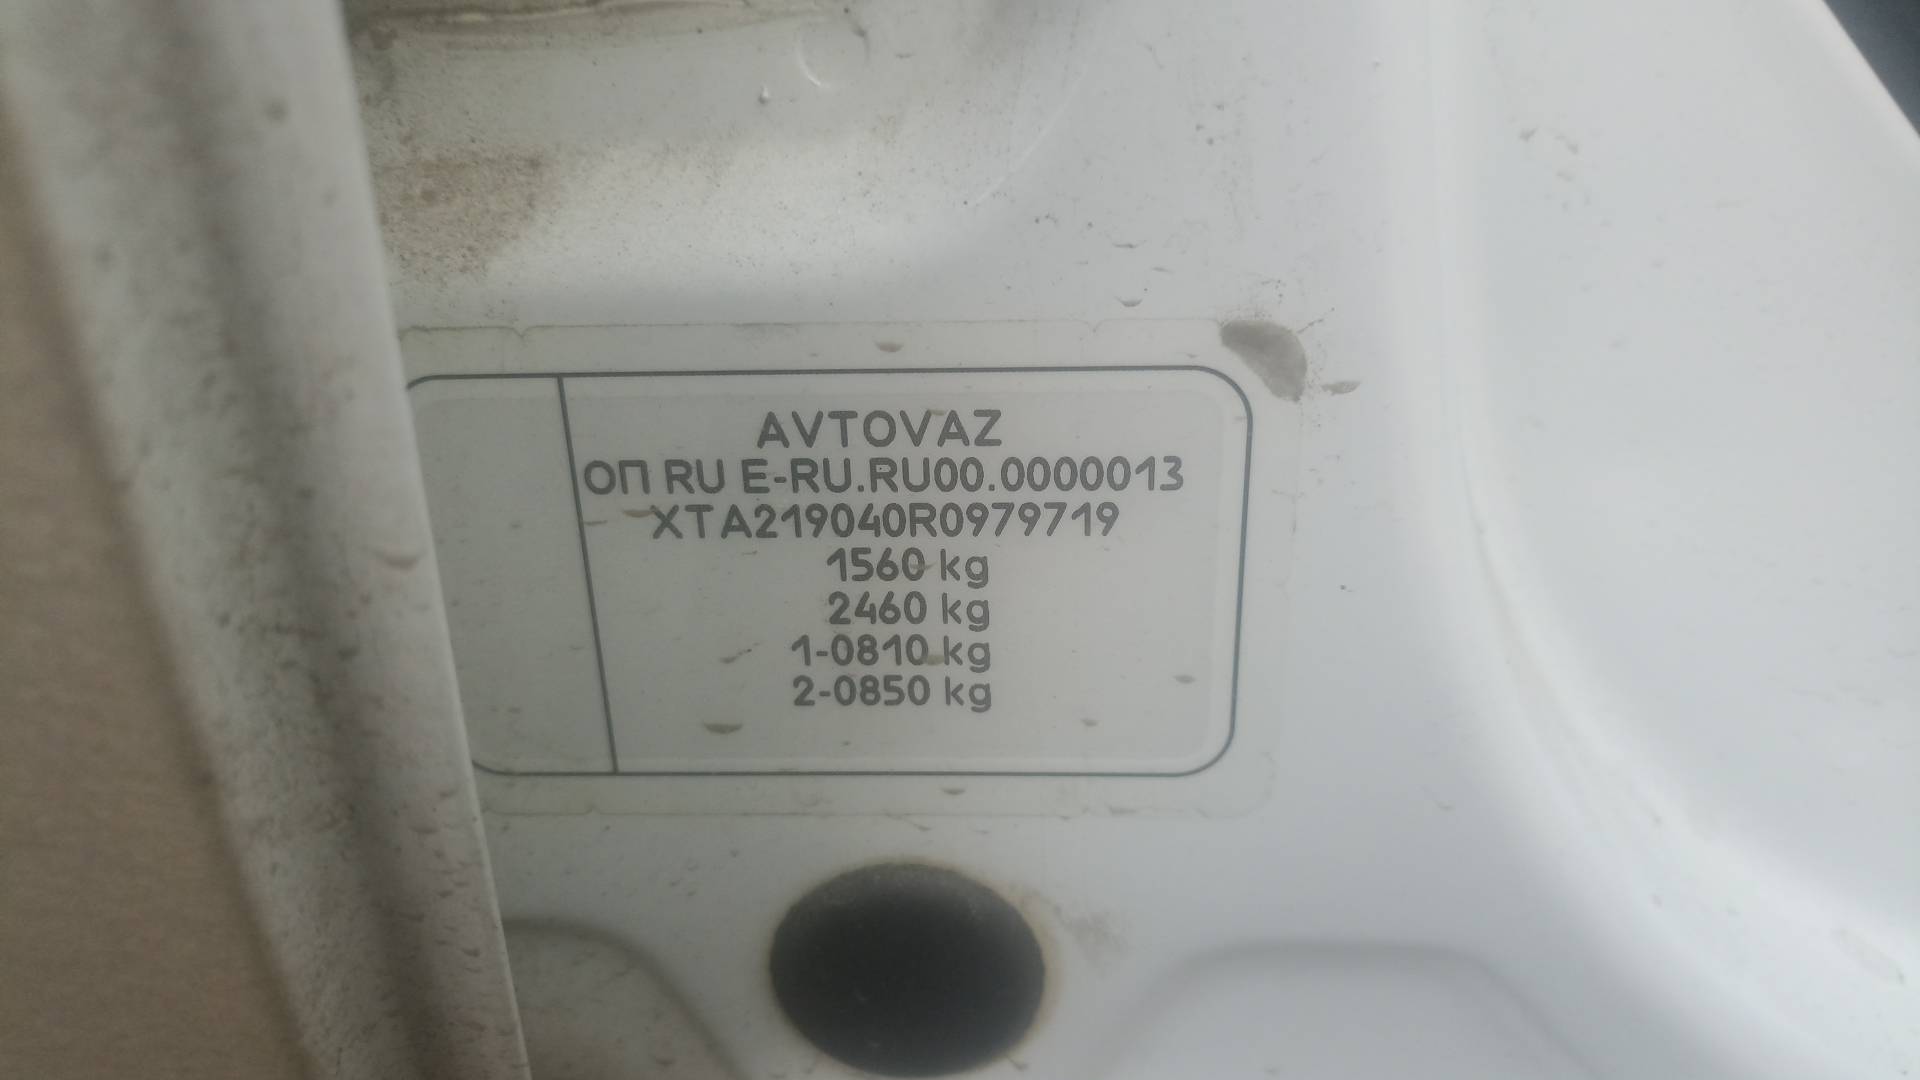 AVTOVAZ
ОП RU E-RU.RU00.0000013
XTA219040R0979719
1560 kg
2460 kg
1-0810 kg
2-0850 kg